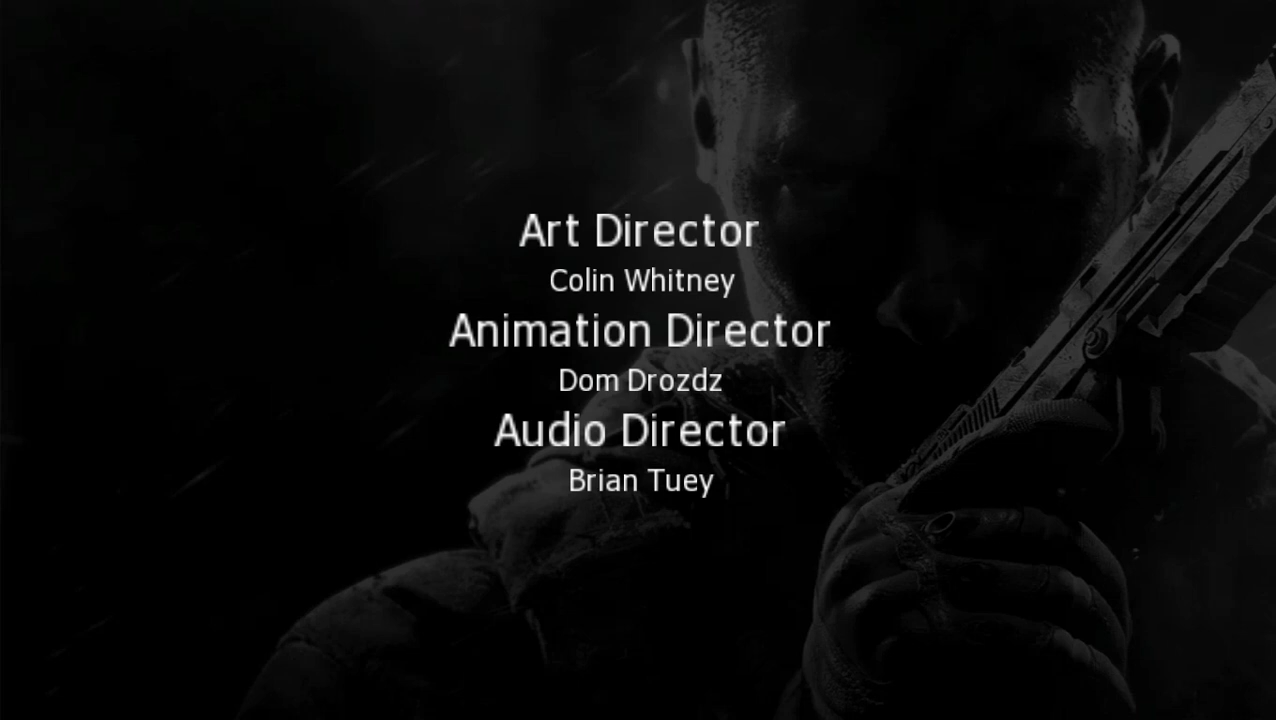 Art Director
Colin Whitney
Animation Director
Dom Drozdz
Audio Director
Brian Tuey